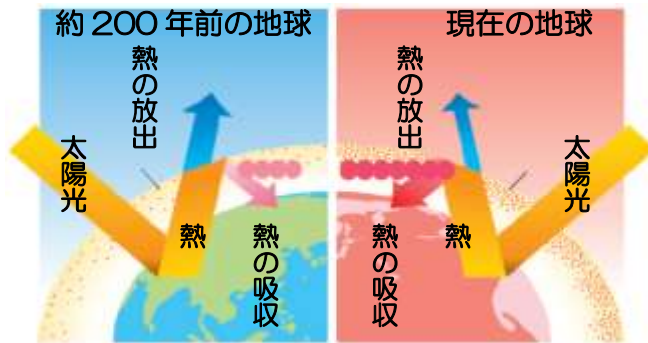 約200年前の地球
熱の放出
太陽光
熱
熱の吸収
現在の地球
熱の放出
太陽光
熱
熱の吸収